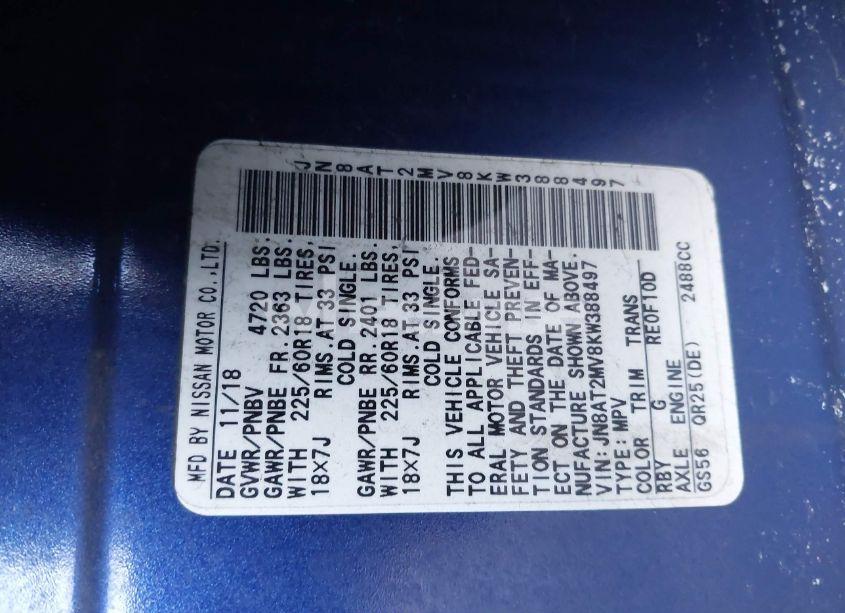 MFD BY NISSAN MOTOR CO.,LTD.
DATE 11/18
GVWR/PNBV 4720 LBS.
GAWR/PNBE FR.2363 LBS.
WITH 225/60R18 TIRES,
18X7J RIMS AT 33 PSI
COLD SINGLE.
GAWR/PNBE RR.2401 LBS.
WITH 225/60R18 TIRES,
18X7J RIMS AT 33 PSI
COLD SINGLE.
THIS VEHICLE CONFORMS
TO ALL APPLICABLE FED-
ERAL MOTOR VEHICLE SA-
FETY AND THEFT PREVEN-
TION STANDARDS IN EFF-
ECT ON THE DATE OF MA-
NUFACTURE SHOWN ABOVE.
VIN:JN8AT2MV8KW388497
TYPE:MPV
COLOR TRIM TRANS
RBY G RE0F10D
AXLE ENGINE
GS56 QR25(DE) 2488CC
JN8AT2MV8KW388497